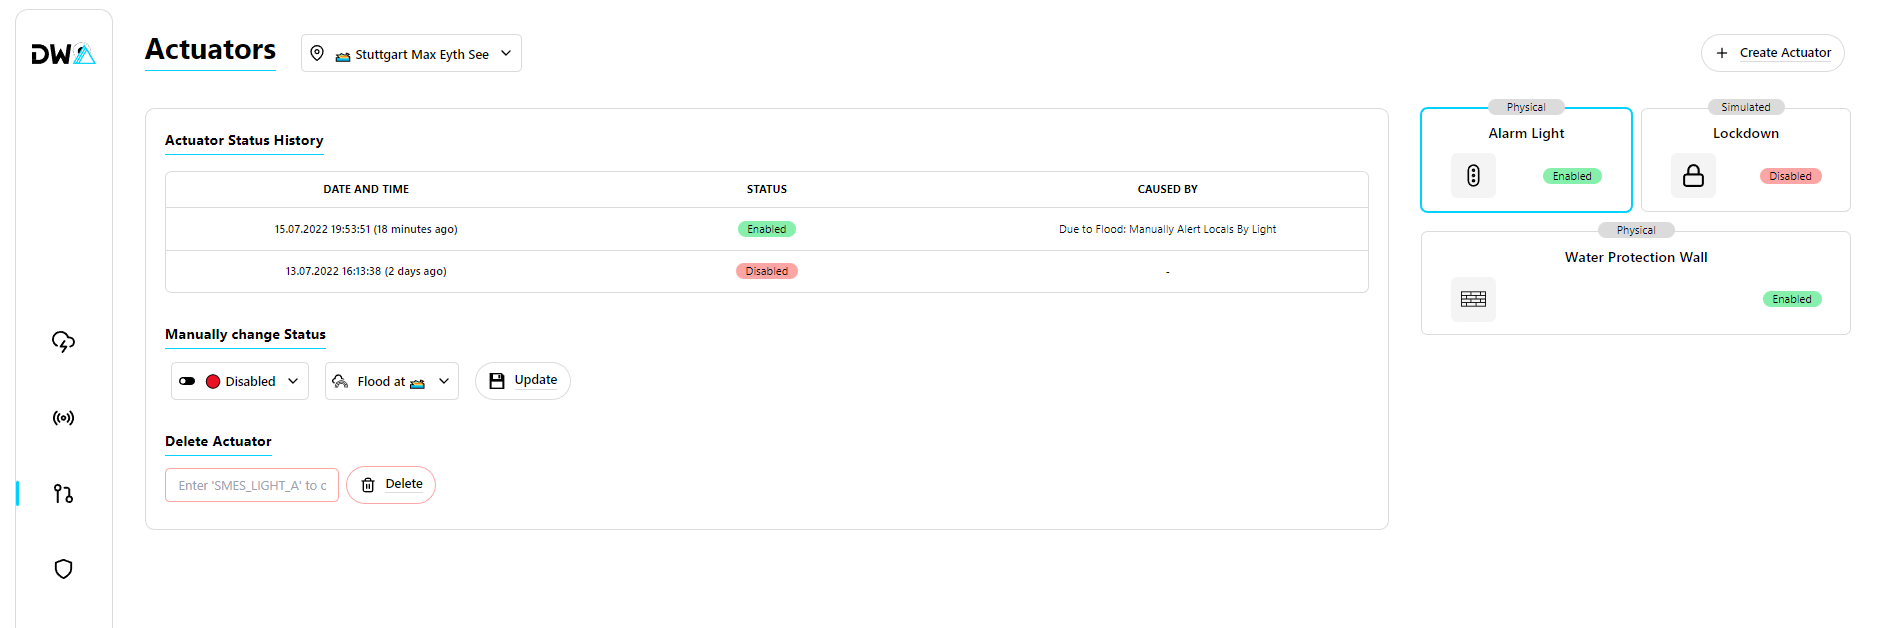 DWA
Actuators
Stuttgart Max Eyth See
Create Actuator
Actuator Status History
DATE AND TIME STATUS CAUSED BY
15.07.2022 19:53:51 (18 minutes ago) Enabled Due to Flood: Manually Alert Locals By Light
13.07.2022 16:13:38 (2 days ago) Disabled -
Manually change Status
Disabled Flood at Update
Delete Actuator
Enter 'SMES_LIGHT_A' to c Delete
Physical
Alarm Light
Enabled
Simulated
Lockdown
Disabled
Physical
Water Protection Wall
Enabled